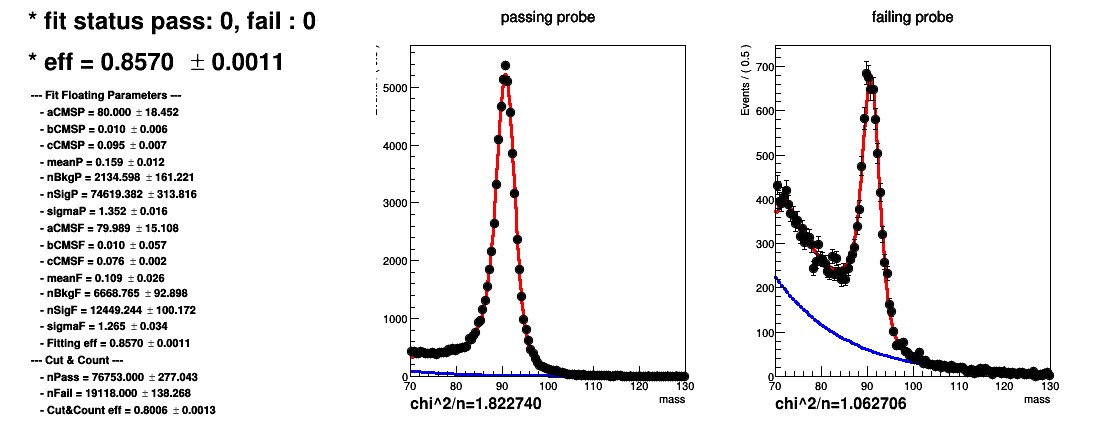 * fit status pass: 0, fail : 0
* eff = 0.8570 ± 0.0011
--- Fit Floating Parameters ---
- aCMSP = 80.000 ± 18.452
- bCMSP = 0.010 ± 0.006
- cCMSP = 0.095 ± 0.007
- meanP = 0.159 ± 0.012
- nBkgP = 2134.598 ± 161.221
- nSigP = 74619.382 ± 313.816
- sigmaP = 1.352 ± 0.016
- aCMSF = 79.989 ± 15.108
- bCMSF = 0.010 ± 0.057
- cCMSF = 0.076 ± 0.002
- meanF = 0.109 ± 0.026
- nBkgF = 6668.765 ± 92.898
- nSigF = 12449.244 ± 100.172
- sigmaF = 1.265 ± 0.034
- Fitting eff = 0.8570 ± 0.0011
--- Cut & Count ---
- nPass = 76753.000 ± 277.043
- nFail = 19118.000 ± 138.268
- Cut&Count eff = 0.8006 ± 0.0013
passing probe
5000
4000
3000
2000
1000
0
70 80 90 100 110 120 130
mass
chi^2/n=1.822740
failing probe
Events / ( 0.5 )
700
600
500
400
300
200
100
0
70 80 90 100 110 120 130
mass
chi^2/n=1.062706